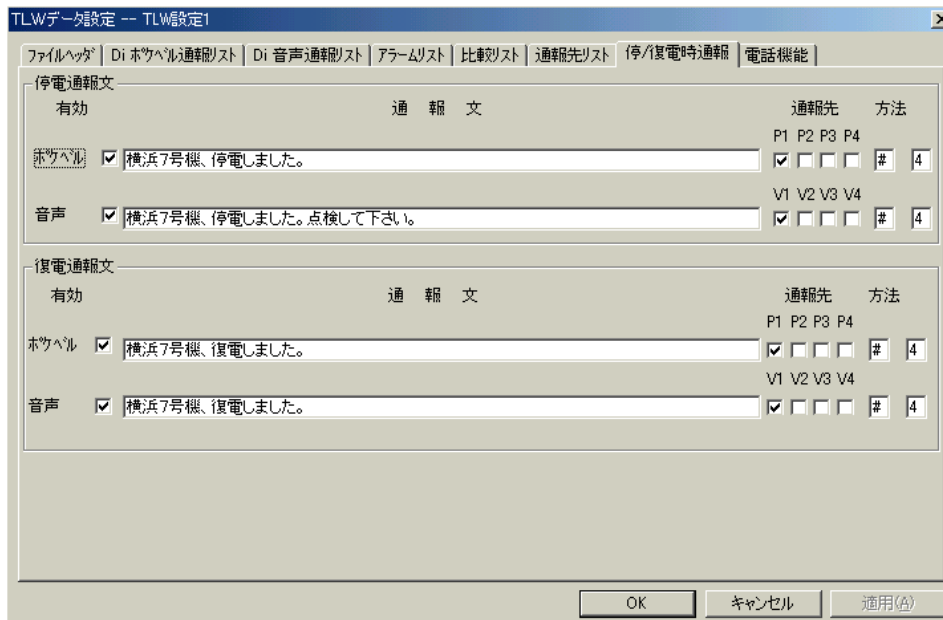 TLWデータ設定 -- TLW設定1
ファイルヘッダ Di ポケベル通報リスト Di 音声通報リスト アラームリスト 比較リスト 通報先リスト 停/復電時通報 電話機能
停電通報文
有効 通 報 文 通報先 方法
P1 P2 P3 P4
ポケベル 横浜7号機、停電しました。 # 4
V1 V2 V3 V4
音声 横浜7号機、停電しました。点検して下さい。 # 4
復電通報文
有効 通 報 文 通報先 方法
P1 P2 P3 P4
ポケベル 横浜7号機、復電しました。 # 4
V1 V2 V3 V4
音声 横浜7号機、復電しました。 # 4
OK キャンセル 適用(A)